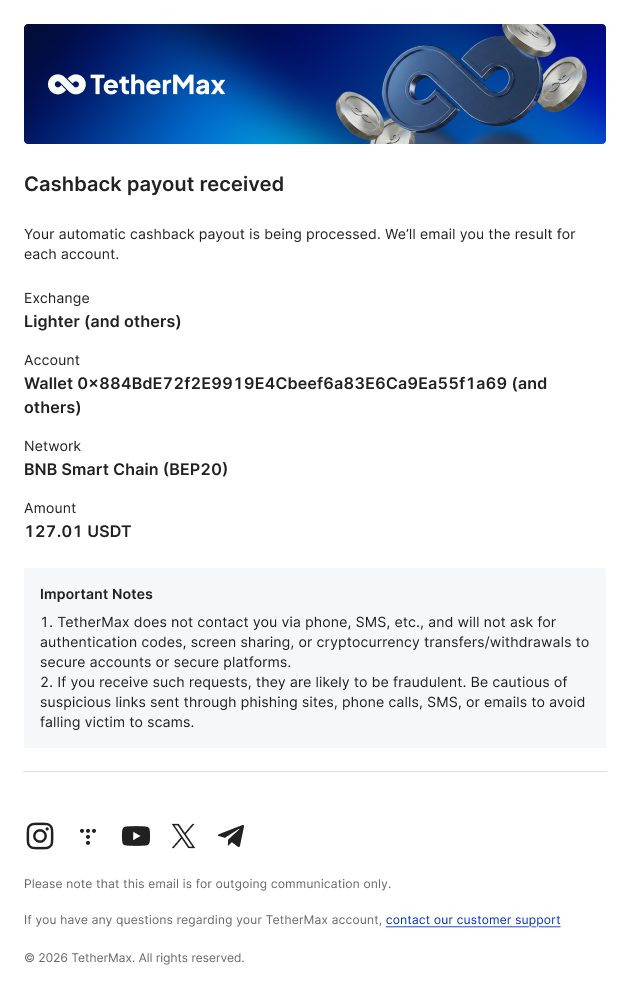 TetherMax
Cashback payout received
Your automatic cashback payout is being processed. We’ll email you the result for
each account.
Exchange
Lighter (and others)
Account
Wallet 0×884BdE72f2E9919E4Cbeef6a83E6Ca9Ea55f1a69 (and
others)
Network
BNB Smart Chain (BEP20)
Amount
127.01 USDT
Important Notes
1. TetherMax does not contact you via phone, SMS, etc., and will not ask for
authentication codes, screen sharing, or cryptocurrency transfers/withdrawals to
secure accounts or secure platforms.
2. If you receive such requests, they are likely to be fraudulent. Be cautious of
suspicious links sent through phishing sites, phone calls, SMS, or emails to avoid
falling victim to scams.
Please note that this email is for outgoing communication only.
If you have any questions regarding your TetherMax account, contact our customer support
© 2026 TetherMax. All rights reserved.